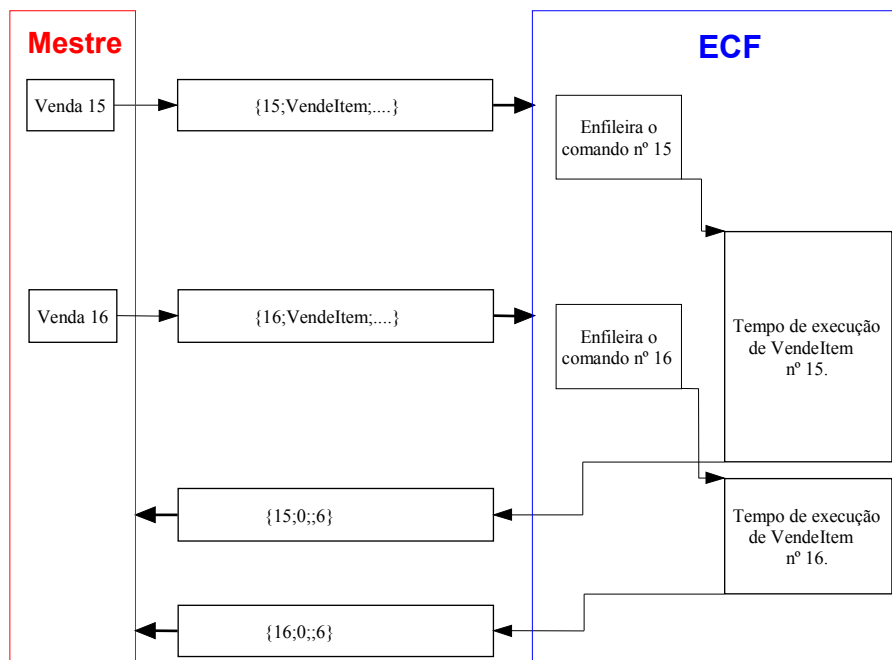 Mestre
ECF
Venda 15
{15;VendeItem;....}
Enfileira o
comando nº 15
Venda 16
{16;VendeItem;....}
Enfileira o
comando nº 16
Tempo de execução
de VendeItem
nº 15.
{15;0;;6}
Tempo de execução
de VendeItem
nº 16.
{16;0;;6}